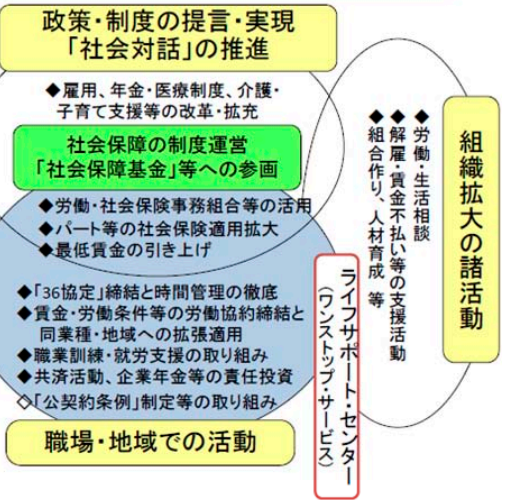 政策・制度の提言・実現
「社会対話」の推進
◆雇用、年金・医療制度、介護・
子育て支援等の改革・拡充
社会保障の制度運営
「社会保障基金」等への参画
◆労働・社会保険事務組合等の活用
◆パート等の社会保険適用拡大
◆最低賃金の引き上げ
◆「36協定」締結と時間管理の徹底
◆賃金・労働条件等の労働協約締結と
同業種・地域への拡張適用
◆職業訓練・就労支援の取り組み
◆共済活動、企業年金等の責任投資
◇「公契約条例」制定等の取り組み
職場・地域での活動
組織拡大の諸活動
◆労働・生活相談
◆解雇・賃金不払い等の支援活動
◆組合作り、人材育成 等
ライフサポート・センター
(ワンストップ・サービス)